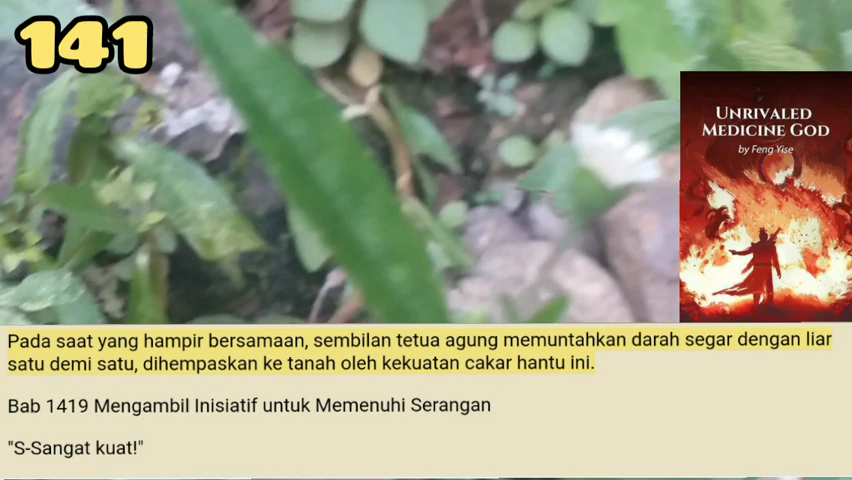 141
UNRIVALED
MEDICINE GOD
by Feng Yise
Pada saat yang hampir bersamaan, sembilan tetua agung memuntahkan darah segar dengan liar
satu demi satu, dihempaskan ke tanah oleh kekuatan cakar hantu ini.
Bab 1419 Mengambil Inisiatif untuk Memenuhi Serangan
"S-Sangat kuat!"